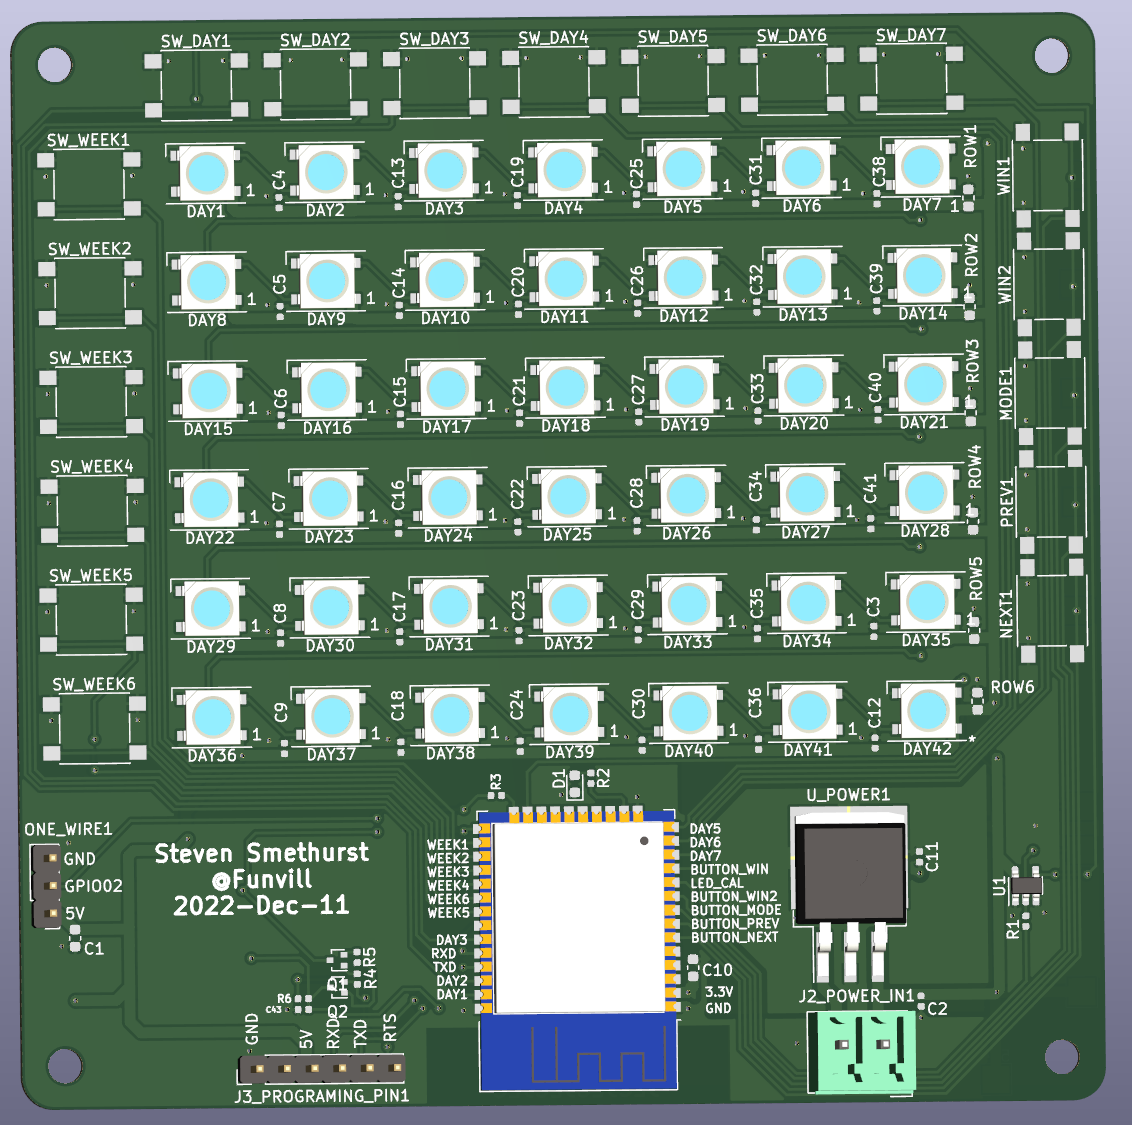 SW_DAY1 SW_DAY2 SW_DAY3 SW_DAY4 SW_DAY5 SW_DAY6 SW_DAY7
SW_WEEK1
1 C4 1 C13 1 C19 1 C25 1 C31 1 C38 1 ROW1 WIN1
DAY1 DAY2 DAY3 DAY4 DAY5 DAY6 DAY7
SW_WEEK2
1 C5 1 C14 1 C20 1 C26 1 C32 1 C39 1 ROW2 WIN2
DAY8 DAY9 DAY10 DAY11 DAY12 DAY13 DAY14
SW_WEEK3
1 C6 1 C15 1 C21 1 C27 1 C33 1 C40 1 ROW3 MODE1
DAY15 DAY16 DAY17 DAY18 DAY19 DAY20 DAY21
SW_WEEK4
1 C7 1 C16 1 C22 1 C28 1 C34 1 C41 1 ROW4 PREV1
DAY22 DAY23 DAY24 DAY25 DAY26 DAY27 DAY28
SW_WEEK5
1 C8 1 C17 1 C23 1 C29 1 C35 1 C3 1 ROW5 NEXT1
DAY29 DAY30 DAY31 DAY32 DAY33 DAY34 DAY35
SW_WEEK6
1 C9 1 C18 1 C24 1 C30 1 C36 1 C12 ROW6
DAY36 DAY37 DAY38 DAY39 DAY40 DAY41 DAY42 *
R3 D1 R2
U_POWER1
ONE_WIRE1
GND
GPIO02
5V
C1
Steven Smethurst
@Funvill
2022-Dec-11
WEEK1
WEEK2
WEEK3
WEEK4
WEEK6
WEEK5
DAY3
RXD
TXD
DAY2
DAY1
DAY5
DAY6
DAY7
BUTTON_WIN
LED_CAL
BUTTON_WIN2
BUTTON_MODE
BUTTON_PREV
BUTTON_NEXT
C10
3.3V
GND
C11
U1
R1
R5
R4
Q1
R6
C43
Q2
GND 5V RXD TXD RTS
J3_PROGRAMING_PIN1
J2_POWER_IN1
C2